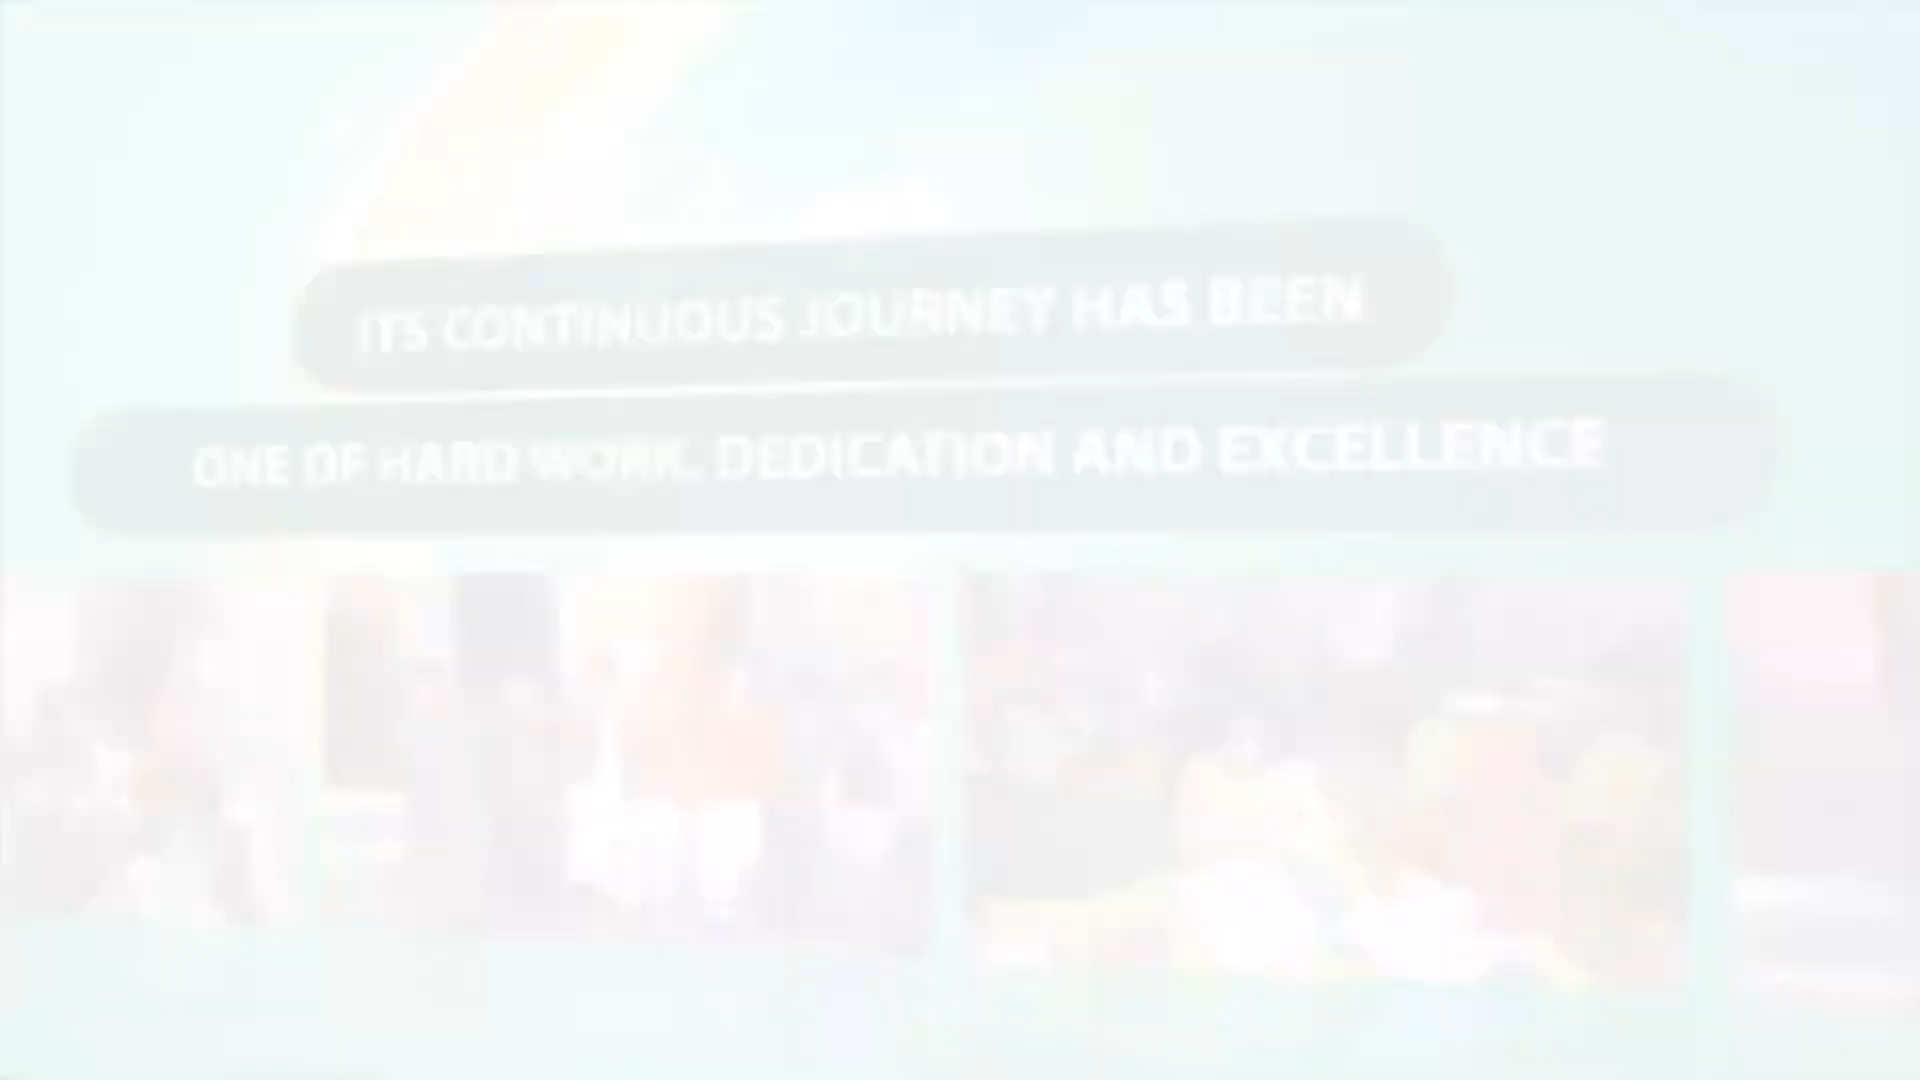 ITS CONTINUOUS JOURNEY HAS BEEN
ONE OF HARD WORK, DEDICATION AND EXCELLENCE